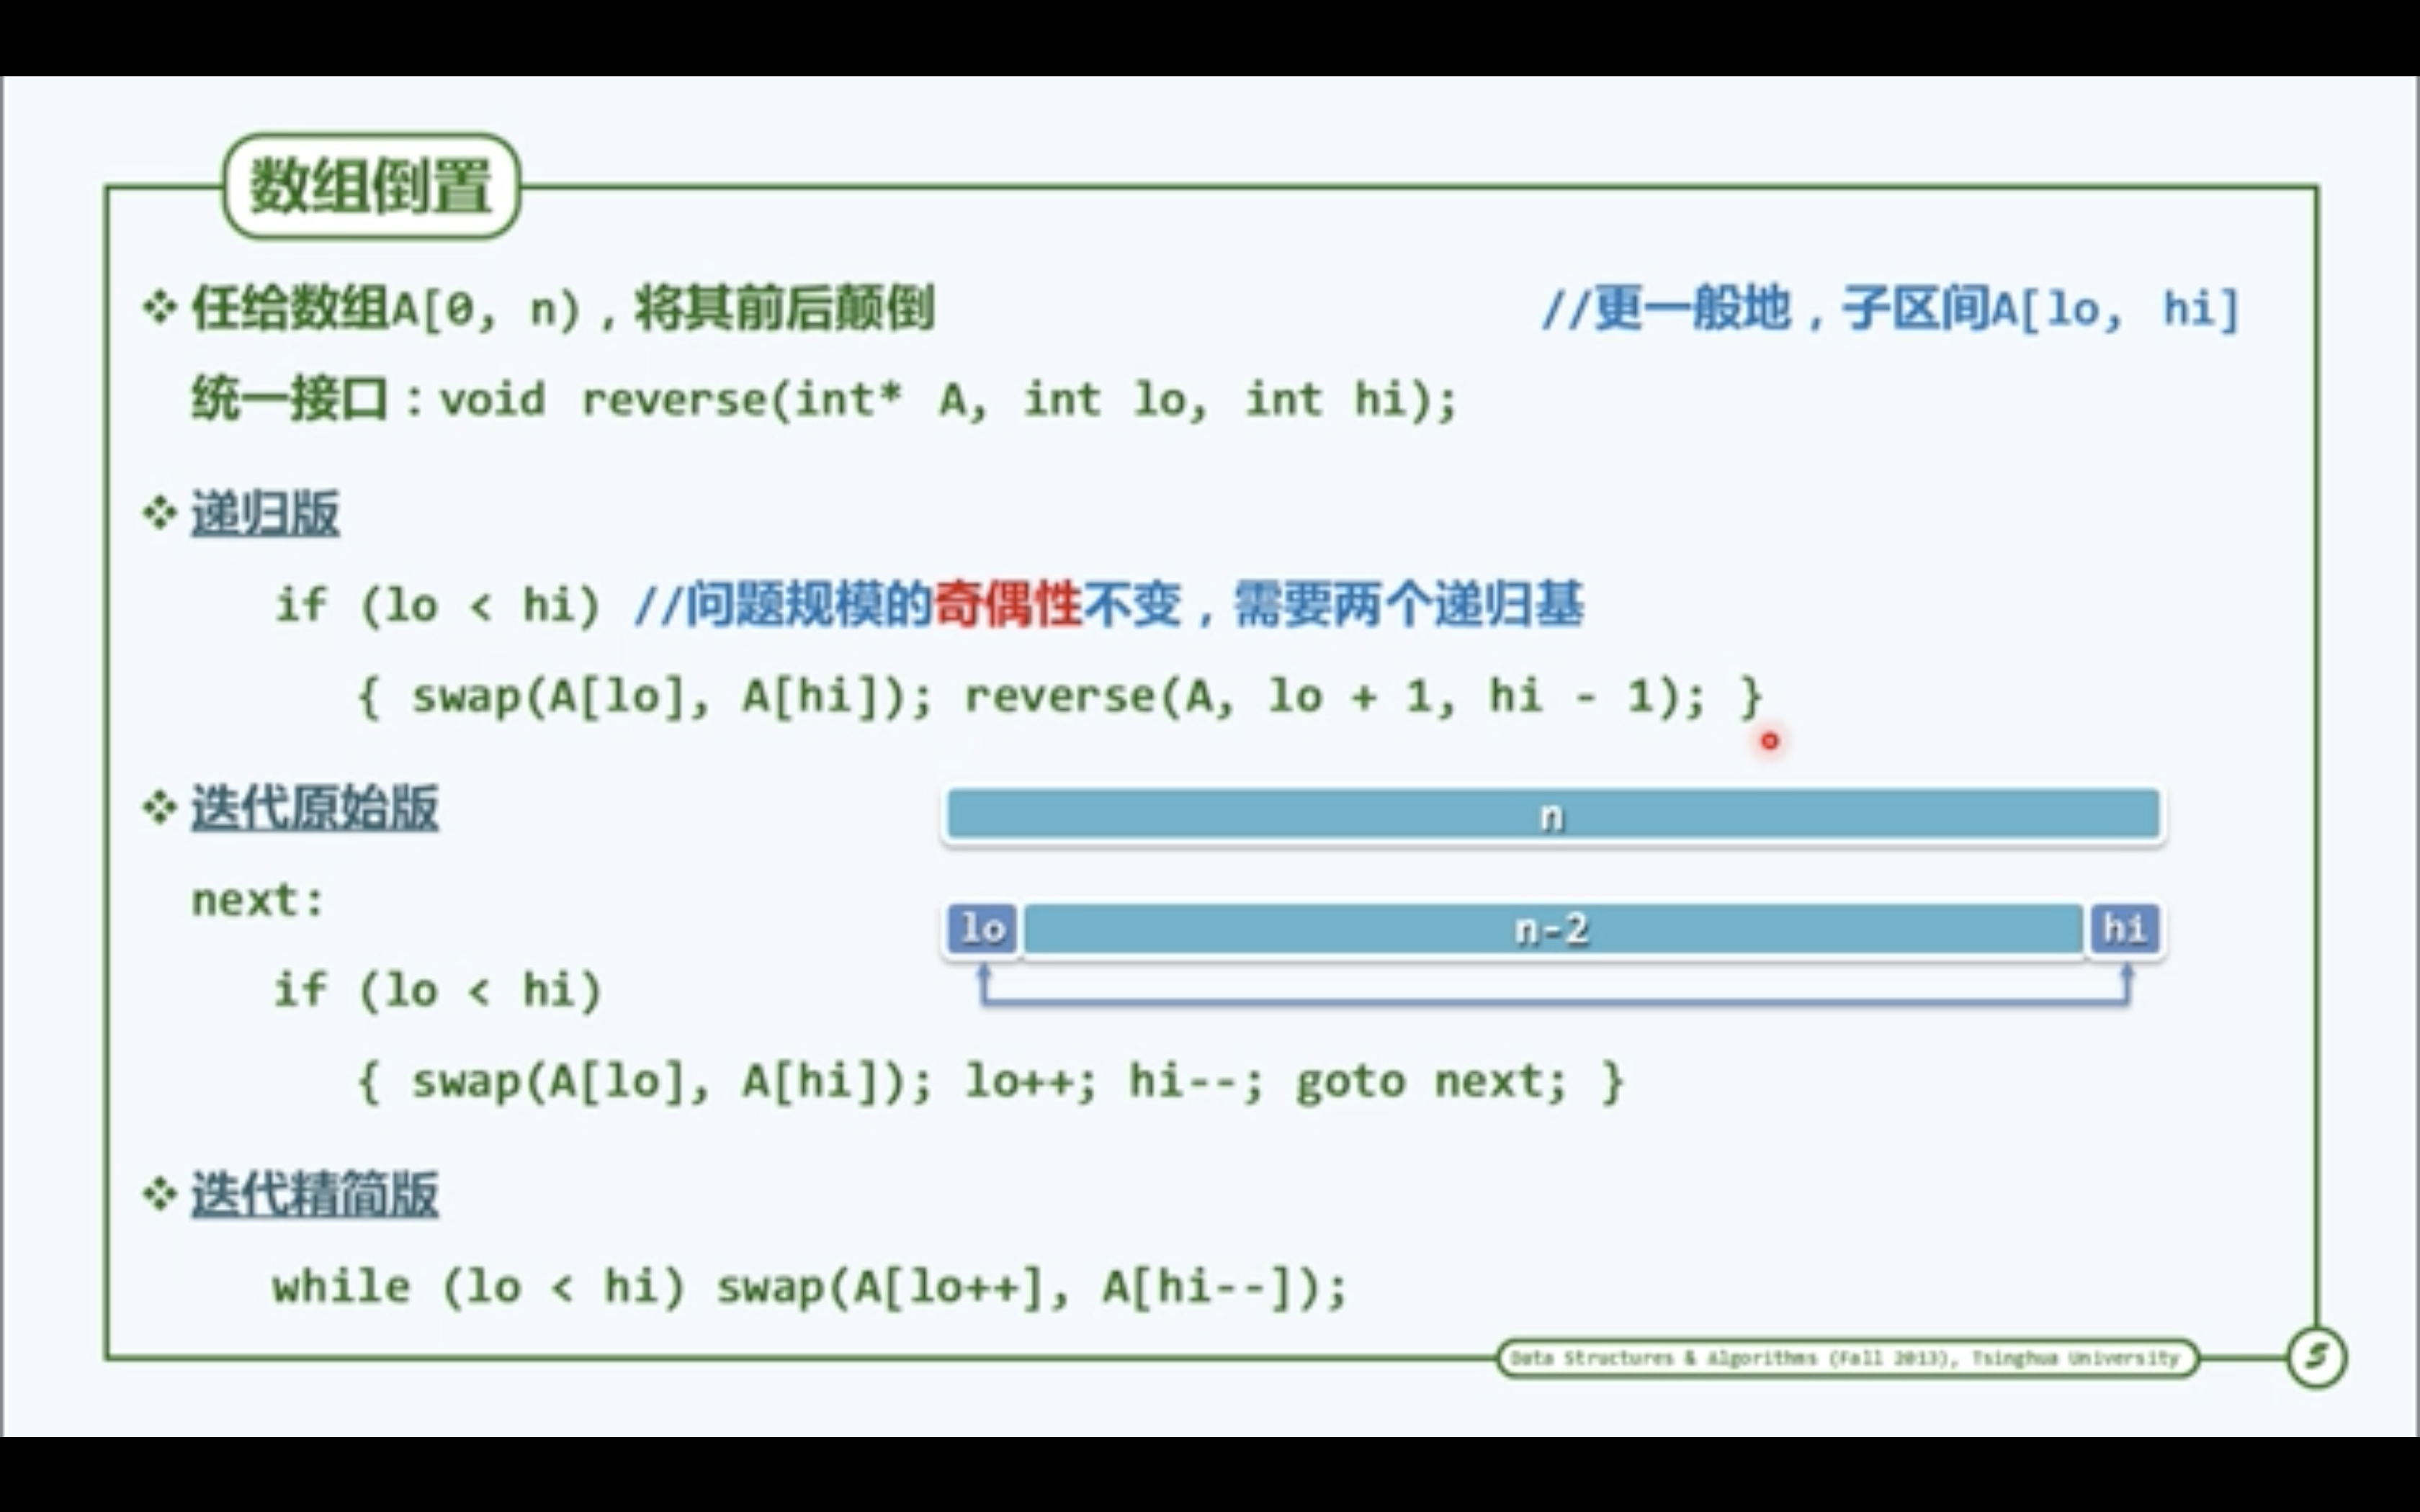 数组倒置
任给数组A[0, n)，将其前后颠倒 //更一般地，子区间A[lo, hi]
统一接口：void reverse(int* A, int lo, int hi);
递归版
if (lo < hi) //问题规模的奇偶性不变，需要两个递归基
{ swap(A[lo], A[hi]); reverse(A, lo + 1, hi - 1); }
迭代原始版
n
next:
lo n-2 hi
if (lo < hi)
{ swap(A[lo], A[hi]); lo++; hi--; goto next; }
迭代精简版
while (lo < hi) swap(A[lo++], A[hi--]);
Data Structures & Algorithms (Fall 2013), Tsinghua University 5